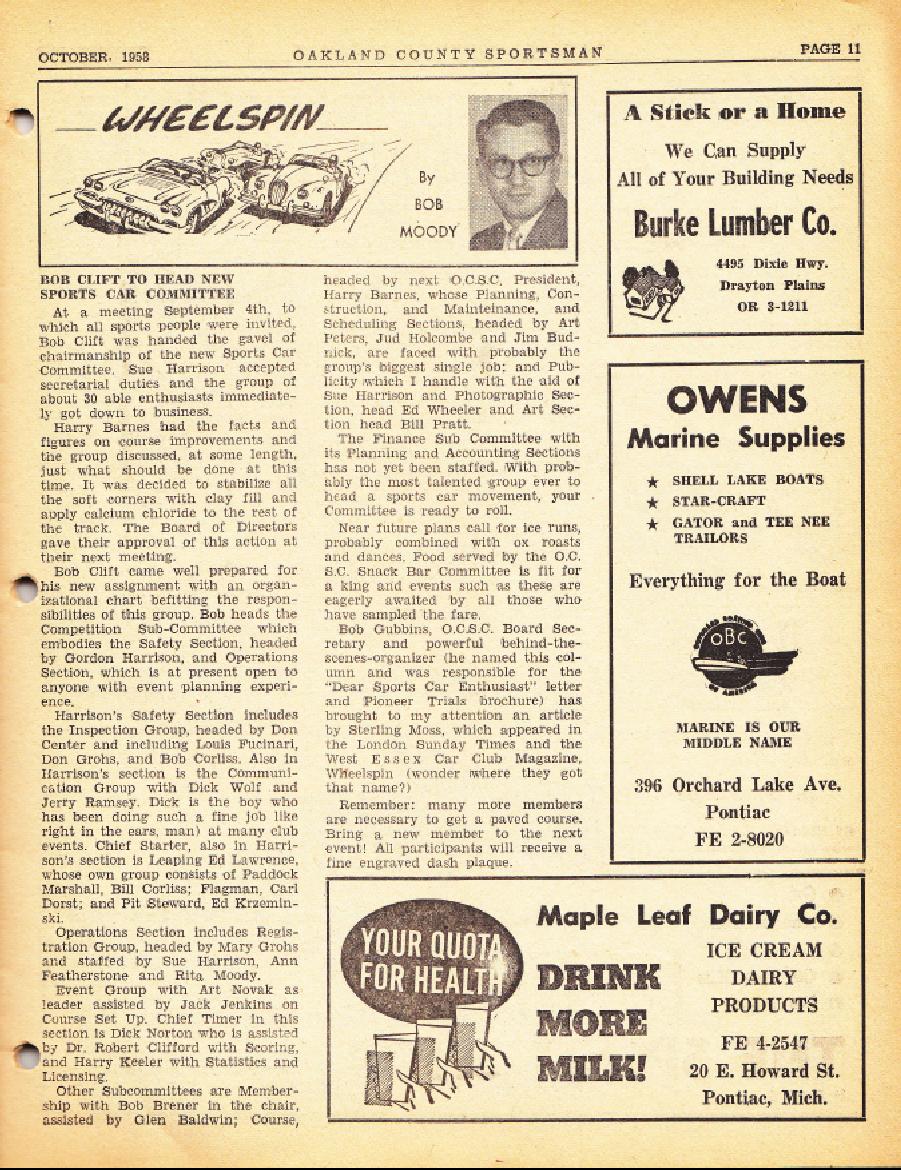 OCTOBER, 1958
OAKLAND COUNTY SPORTSMAN
PAGE 11
WHEELSPIN
By
BOB
MOODY
BOB CLIFT TO HEAD NEW
SPORTS CAR COMMITTEE
At a meeting September 4th, to
which all sports people were invited,
Bob Clift was handed the gavel of
chairmanship of the new Sports Car
Committee. Sue Harrison accepted
secretarial duties and the group of
about 30 able enthusiasts immediate-
ly got down to business.
Harry Barnes had the facts and
figures on course improvements and
the group discussed, at some length,
just what should be done at this
time. It was decided to stabilize all
the soft corners with clay fill and
apply calcium chloride to the rest of
the track. The Board of Directors
gave their approval of this action at
their next meeting.
Bob Clift came well prepared for
his new assignment with an organ-
izational chart befitting the respon-
sibilities of this group. Bob heads the
Competition Sub-Committee which
embodies the Safety Section, headed
by Gordon Harrison, and Operations
Section, which is at present open to
anyone with event planning experi-
ence.
Harrison's Safety Section includes
the Inspection Group, headed by Don
Center and including Louis Fucinari,
Don Grohs, and Bob Corliss. Also in
Harrison's section is the Communi-
cation Group with Dick Wolf and
Jerry Ramsey. Dick is the boy who
has been doing such a fine job like
right in the ears, man) at many club
events. Chief Starter, also in Harri-
son's section is Leaping Ed Lawrence,
whose own group consists of Paddock
Marshall, Bill Corliss; Flagman, Carl
Dorst; and Pit Steward, Ed Krzemin-
ski.
Operations Section includes Regis-
tration Group, headed by Mary Grohs
and staffed by Sue Harrison, Ann
Featherstone and Rita Moody.
Event Group with Art Novak as
leader assisted by Jack Jenkins on
Course Set Up. Chief Timer in this
section is Dick Norton who is assisted
by Dr. Robert Clifford with Scoring,
and Harry Keeler with Statistics and
Licensing.
Other Subcommittees are Member-
ship with Bob Brener in the chair,
assisted by Glen Baldwin; Course,
headed by next O.C.S.C. President,
Harry Barnes, whose Planning, Con-
struction, and Mainteinance, and
Scheduling Sections, headed by Art
Peters, Jud Holcombe and Jim Bud-
nick, are faced with probably the
group's biggest single job; and Pub-
licity which I handle with the aid of
Sue Harrison and Photographic Sec-
tion, head Ed Wheeler and Art Sec-
tion head Bill Pratt.
The Finance Sub Committee with
its Planning and Accounting Sections
has not yet been staffed. With prob-
ably the most talented group ever to
head a sports car movement, your
Committee is ready to roll.
Near future plans call for ice runs,
probably combined with ox roasts
and dances. Food served by the O.C.
S.C. Snack Bar Committee is fit for
a king and events such as these are
eagerly awaited by all those who
have sampled the fare.
Bob Gubbins, O.C.S.C. Board Sec-
retary and powerful behind-the-
scenes-organizer (he named this col-
umn and was responsible for the
"Dear Sports Car Enthusiast" letter
and Pioneer Trials brochure) has
brought to my attention an article
by Sterling Moss, which appeared in
the London Sunday Times and the
West Essex Car Club Magazine,
Wheelspin (wonder where they got
that name?)
Remember: many more members
are necessary to get a paved course.
Bring a new member to the next
event! All participants will receive a
fine engraved dash plaque.
A Stick or a Home
We Can Supply
All of Your Building Needs
Burke Lumber Co.
4495 Dixie Hwy.
Drayton Plains
OR 3-1211
OWENS
Marine Supplies
★ SHELL LAKE BOATS
★ STAR-CRAFT
★ GATOR and TEE NEE
TRAILORS
Everything for the Boat
OBC
OF AMERICA
MARINE IS OUR
MIDDLE NAME
396 Orchard Lake Ave.
Pontiac
FE 2-8020
YOUR QUOTA
FOR HEALTH
Maple Leaf Dairy Co.
DRINK
MORE
MILK!
ICE CREAM
DAIRY
PRODUCTS
FE 4-2547
20 E. Howard St.
Pontiac, Mich.